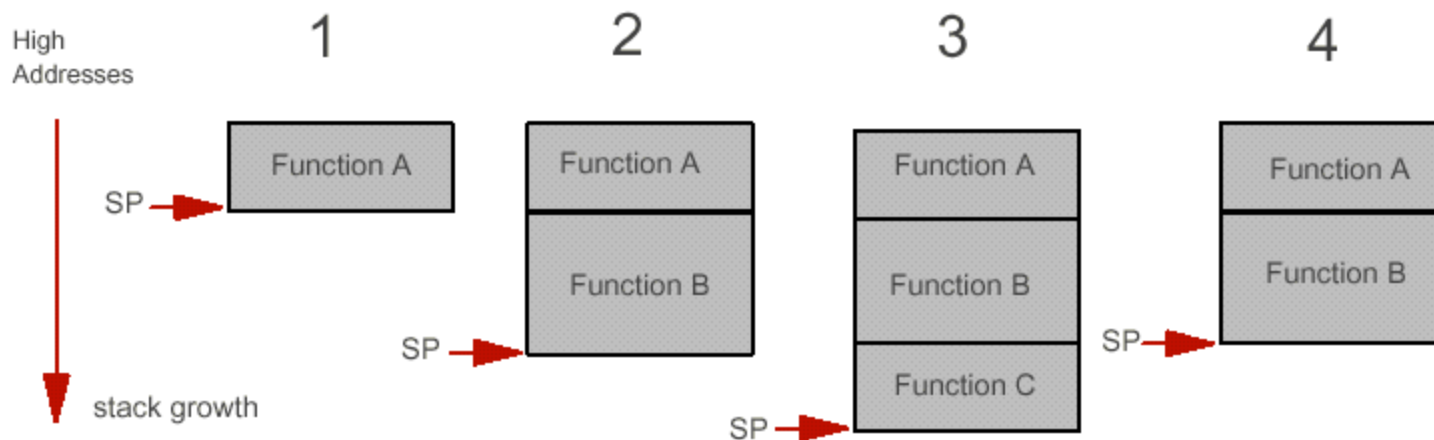 High
Addresses
1
2
3
4
Function A
Function A
Function A
Function A
SP
Function B
Function B
Function B
SP
SP
Function C
stack growth
SP